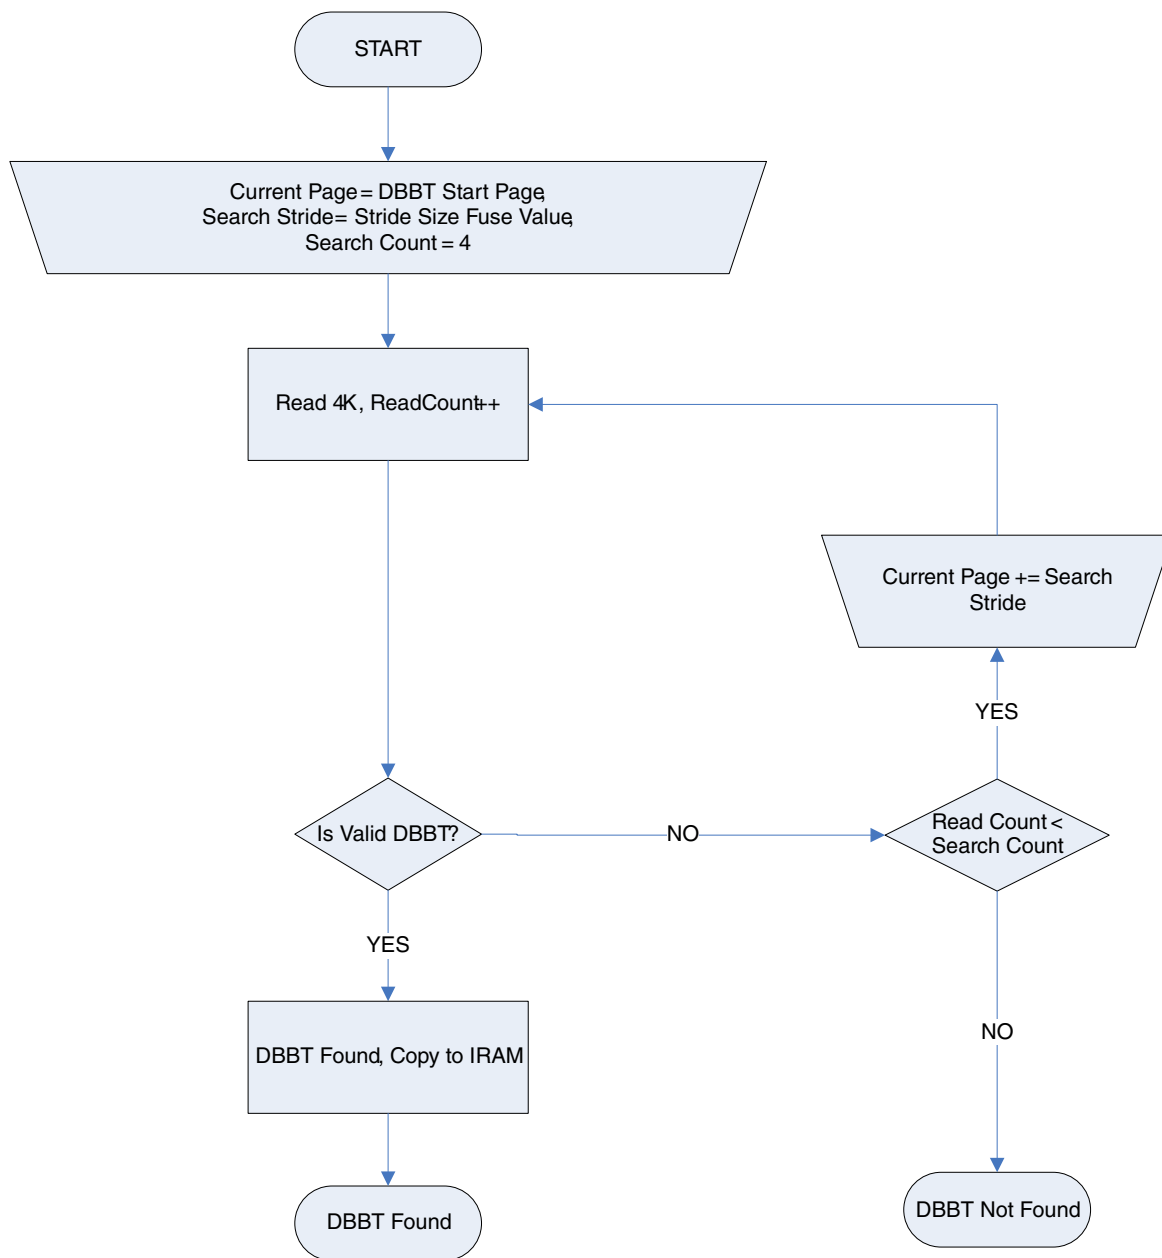 START
Current Page= DBBT Start Page,
Search Stride= Stride Size Fuse Value,
Search Count = 4
Read 4K, ReadCount++
Current Page += Search
Stride
YES
Is Valid DBBT?
NO
Read Count <
Search Count
YES
DBBT Found, Copy to IRAM
NO
DBBT Found
DBBT Not Found